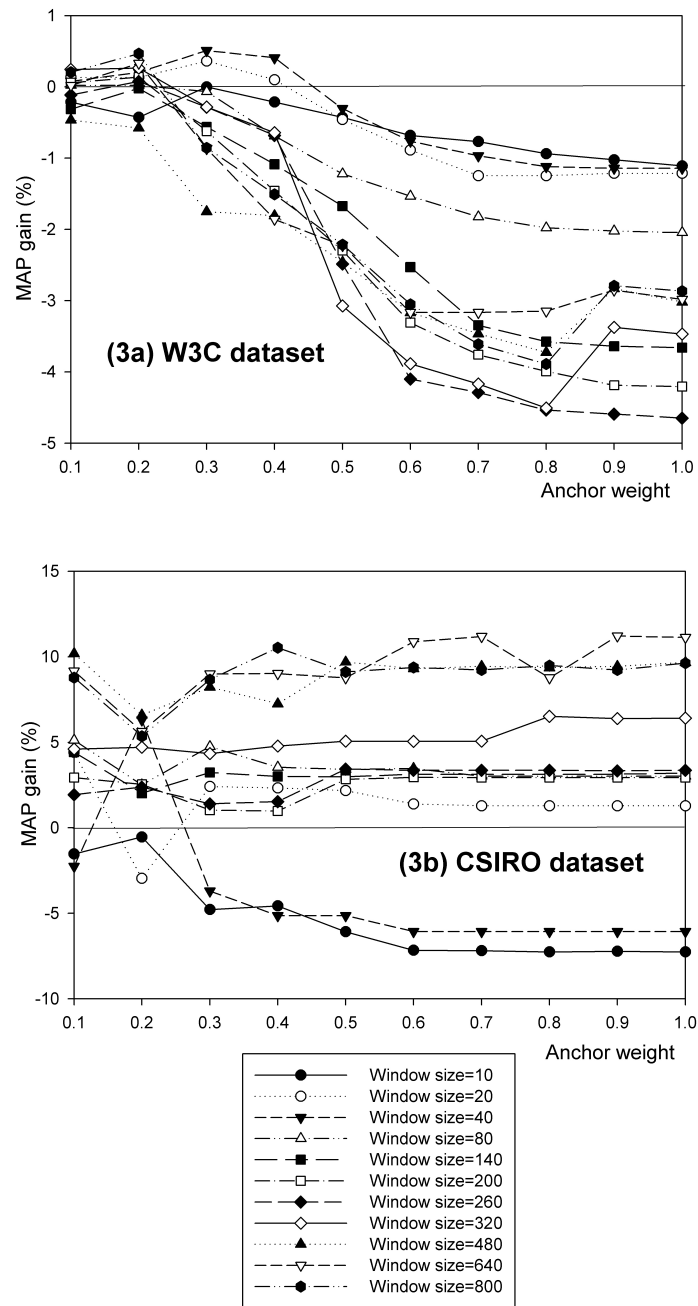 1
0
-1
-2
-3
-4
-5
MAP gain (%)
(3a) W3C dataset
0.1 0.2 0.3 0.4 0.5 0.6 0.7 0.8 0.9 1.0
Anchor weight
15
10
5
0
-5
-10
MAP gain (%)
(3b) CSIRO dataset
0.1 0.2 0.3 0.4 0.5 0.6 0.7 0.8 0.9 1.0
Anchor weight
Window size=10
Window size=20
Window size=40
Window size=80
Window size=140
Window size=200
Window size=260
Window size=320
Window size=480
Window size=640
Window size=800